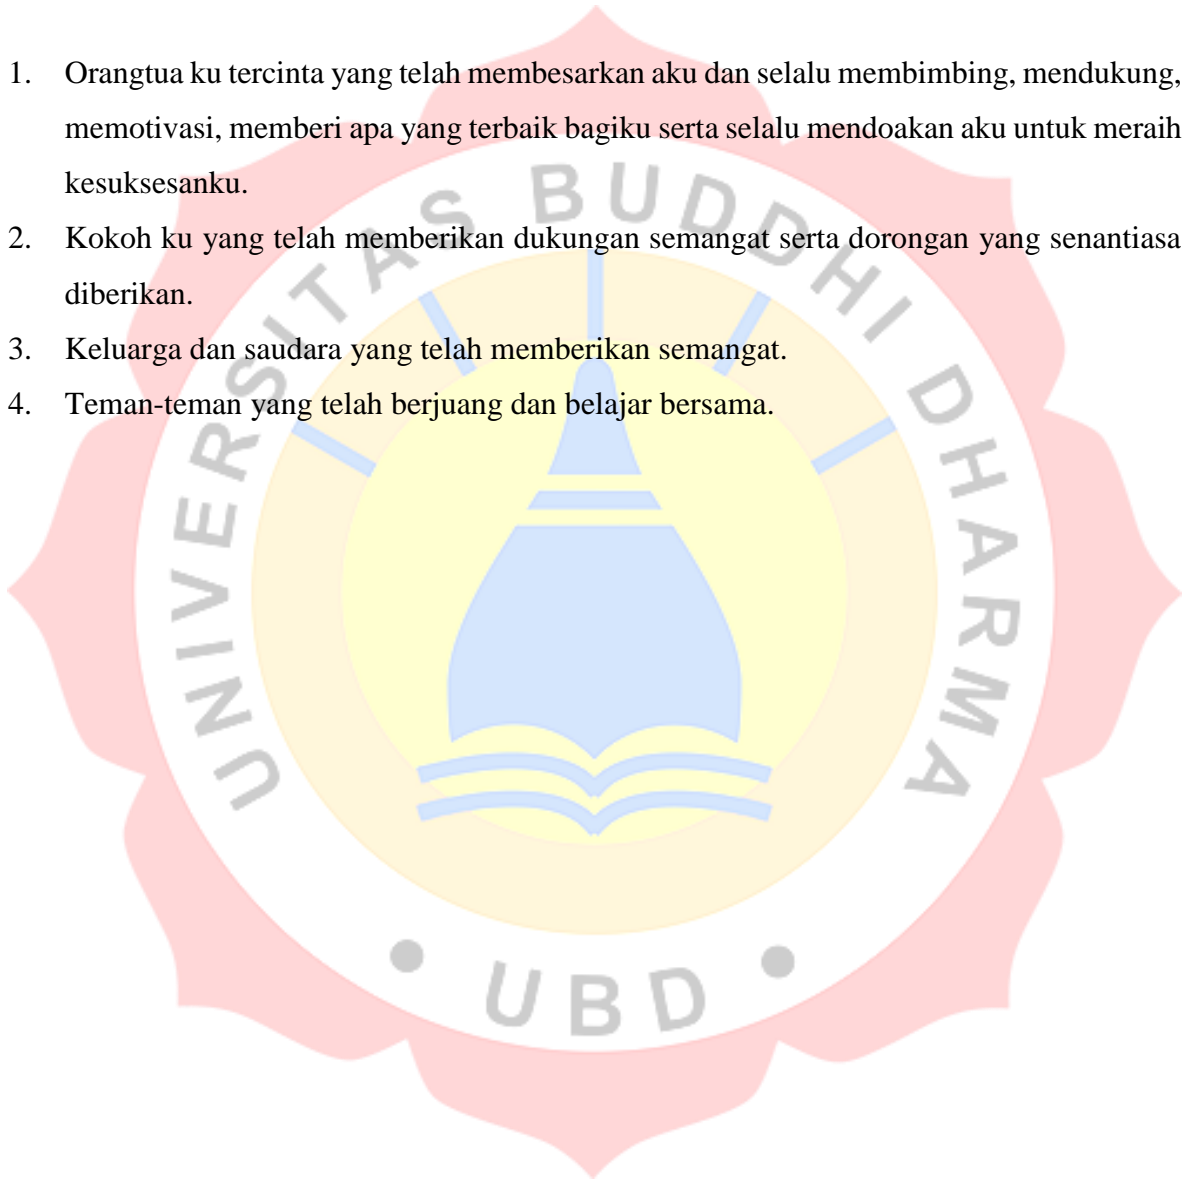 1. Orangtua ku tercinta yang telah membesarkan aku dan selalu membimbing, mendukung,
memotivasi, memberi apa yang terbaik bagiku serta selalu mendoakan aku untuk meraih
kesuksesanku.
2. Kokoh ku yang telah memberikan dukungan semangat serta dorongan yang senantiasa
diberikan.
3. Keluarga dan saudara yang telah memberikan semangat.
4. Teman-teman yang telah berjuang dan belajar bersama.
UNIVERSITAS BUDDHI DHARMA
• UBD •